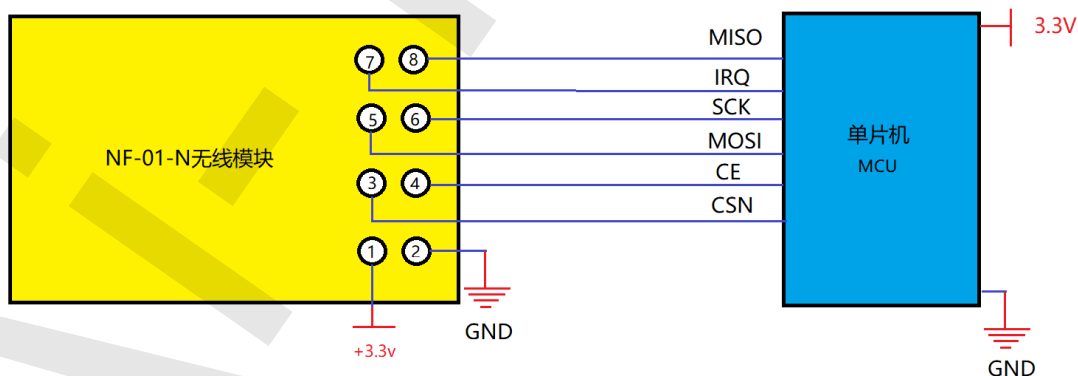 MISO
3.3V
7 8
IRQ
SCK
5 6
MOSI
单片机
MCU
NF-01-N无线模块
CE
3 4
CSN
1 2
GND
+3.3v
GND